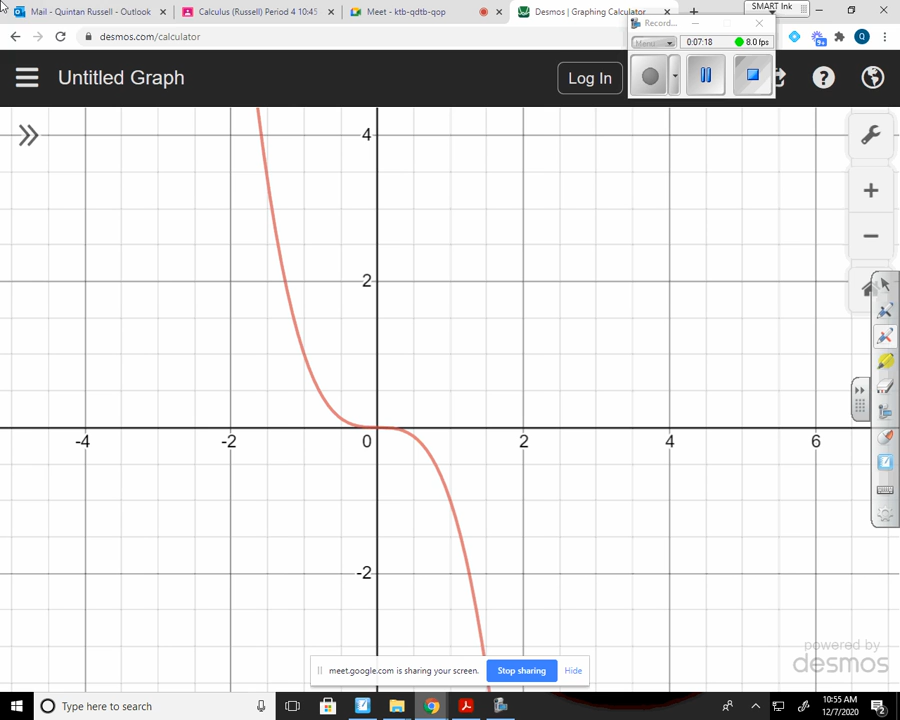 Mail - Quintan Russell - Outlook
Calculus (Russell) Period 4 10:45
Meet - ktb-qdtb-qop
Desmos | Graphing Calculator
SMART Ink
Record...
Menu
0:07:18
8.0 fps
desmos.com/calculator
Untitled Graph
Log In
4
2
-4
-2
0
2
4
6
-2
powered by
desmos
meet.google.com is sharing your screen.
Stop sharing
Hide
Type here to search
10:55 AM
12/7/2020
2